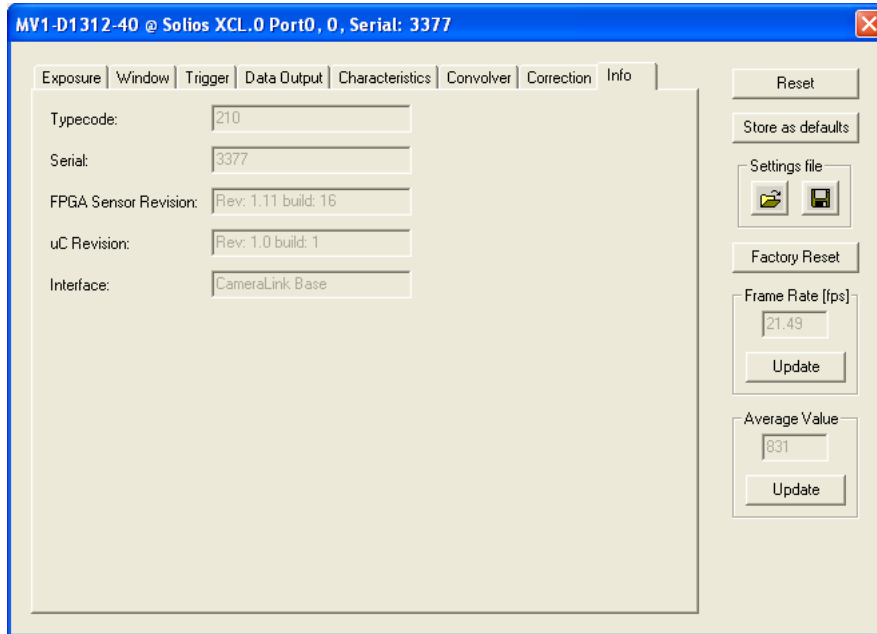 MV1-D1312-40 @ Solios XCL.0 Port0, 0, Serial: 3377
Exposure Window Trigger Data Output Characteristics Convolver Correction Info
Typecode: 210
Serial: 3377
FPGA Sensor Revision: Rev: 1.11 build: 16
uC Revision: Rev: 1.0 build: 1
Interface: CameraLink Base
Reset
Store as defaults
Settings file
Factory Reset
Frame Rate [fps]
21.49
Update
Average Value
831
Update